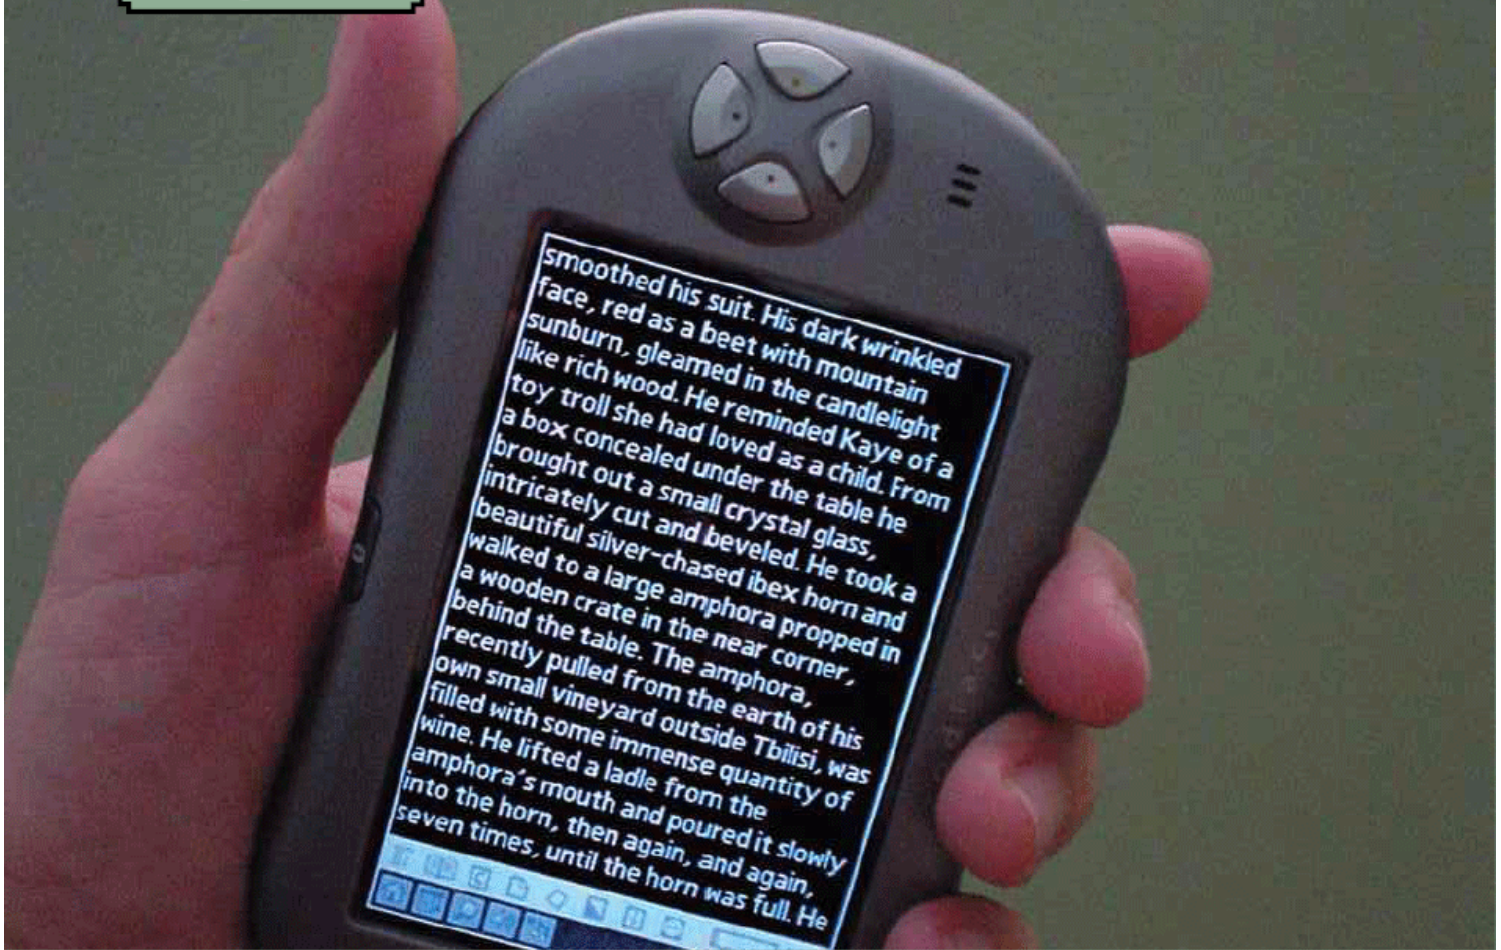 smoothed his suit. His dark wrinkled
face, red as a beet with mountain
sunburn, gleamed in the candlelight
like rich wood. He reminded Kaye of a
toy troll she had loved as a child. From
a box concealed under the table he
brought out a small crystal glass,
intricately cut and beveled. He took a
beautiful silver-chased ibex horn and
walked to a large amphora propped in
a wooden crate in the near corner,
behind the table. The amphora,
recently pulled from the earth of his
own small vineyard outside Tbilisi, was
filled with some immense quantity of
wine. He lifted a ladle from the
amphora's mouth and poured it slowly
into the horn, then again, and again,
seven times, until the horn was full. He